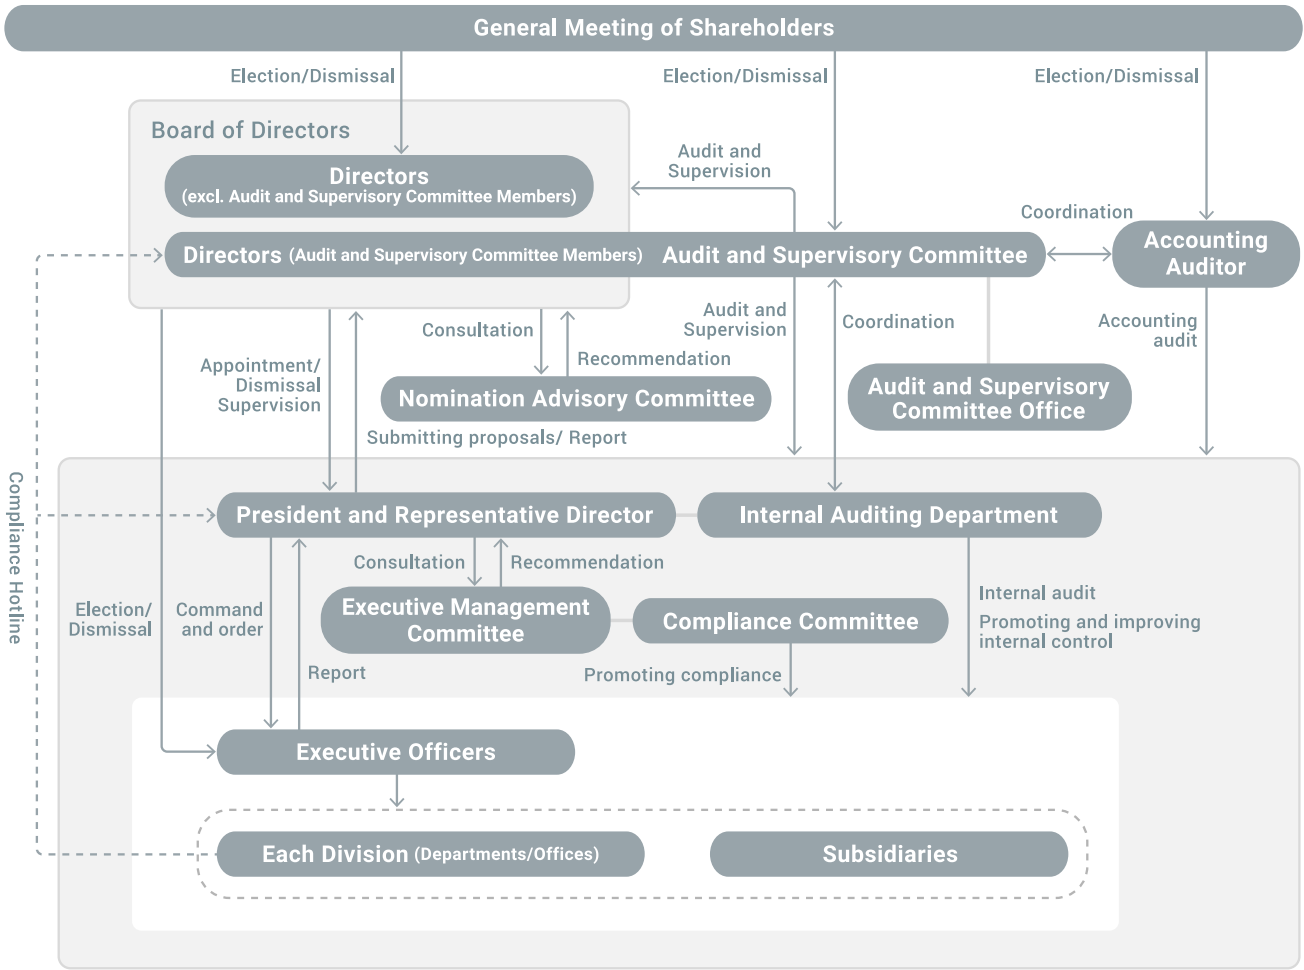 General Meeting of Shareholders
Election/Dismissal
Election/Dismissal
Election/Dismissal
Board of Directors
Directors
(excl. Audit and Supervisory Committee Members)
Audit and
Supervision
Coordination
Directors (Audit and Supervisory Committee Members)
Audit and Supervisory Committee
Accounting
Auditor
Audit and
Supervision
Coordination
Accounting
audit
Consultation
Recommendation
Appointment/
Dismissal
Supervision
Nomination Advisory Committee
Audit and Supervisory
Committee Office
Submitting proposals/ Report
Compliance Hotline
President and Representative Director
Internal Auditing Department
Consultation
Recommendation
Election/
Dismissal
Command
and order
Executive Management
Committee
Compliance Committee
Internal audit
Promoting and improving
internal control
Report
Promoting compliance
Executive Officers
Each Division (Departments/Offices)
Subsidiaries